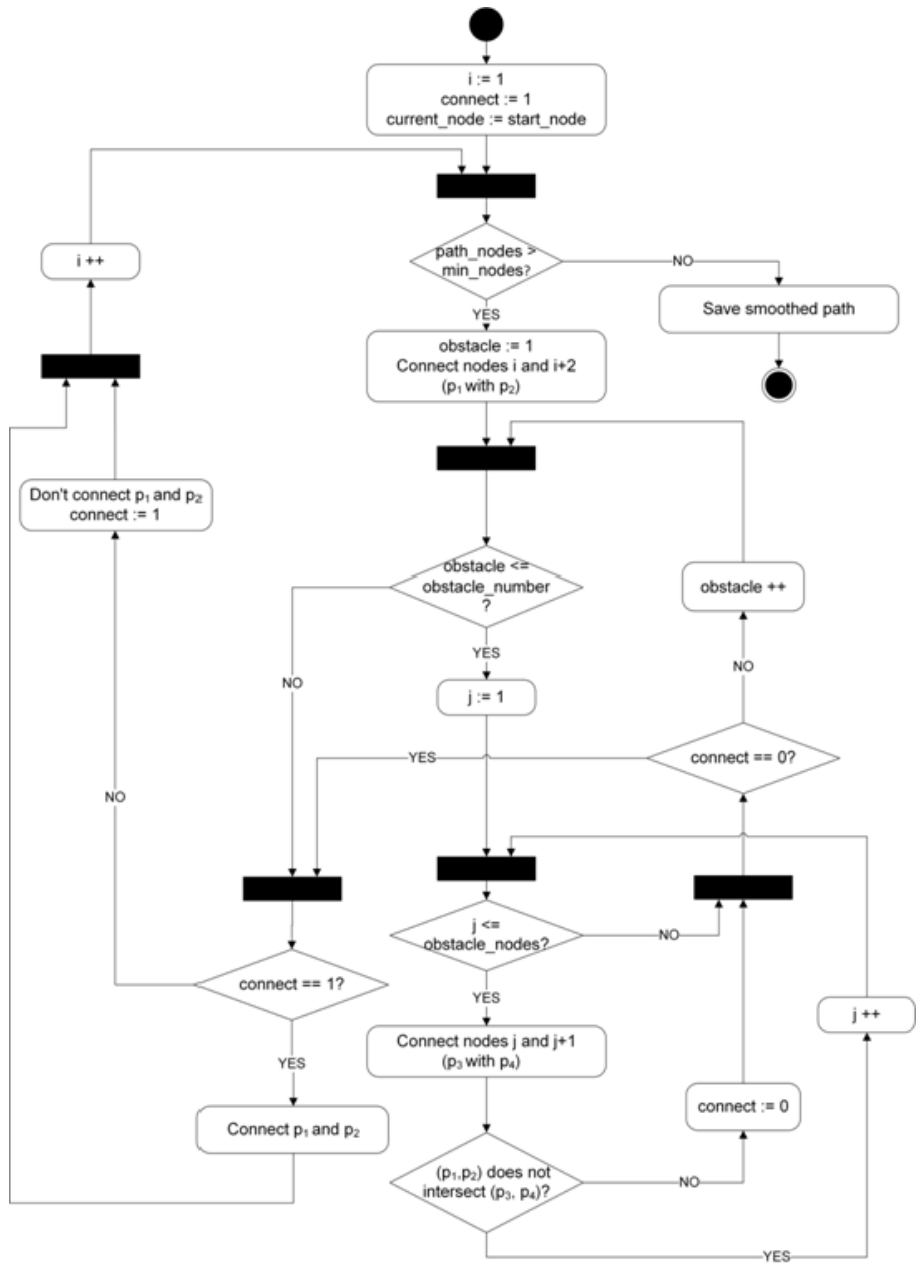 i := 1
connect := 1
current_node := start_node
path_nodes >
min_nodes?
NO
i ++
YES
Save smoothed path
obstacle := 1
Connect nodes i and i+2
(p₁ with p₂)
Don't connect p₁ and p₂
connect := 1
obstacle <=
obstacle_number
?
obstacle ++
YES
NO
NO
j := 1
YES
connect == 0?
NO
j <=
obstacle_nodes?
NO
connect == 1?
YES
j ++
Connect nodes j and j+1
(p₃ with p₄)
YES
connect := 0
Connect p₁ and p₂
(p₁,p₂) does not
intersect (p₃, p₄)?
NO
YES